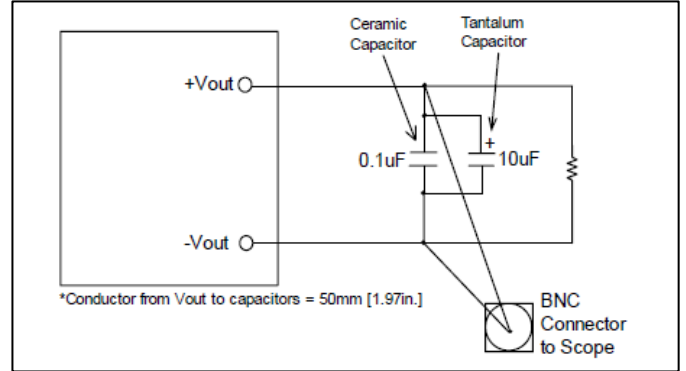 Ceramic
Capacitor
Tantalum
Capacitor
+Vout
+
0.1uF
10uF
-Vout
*Conductor from Vout to capacitors = 50mm [1.97in.]
BNC
Connector
to Scope